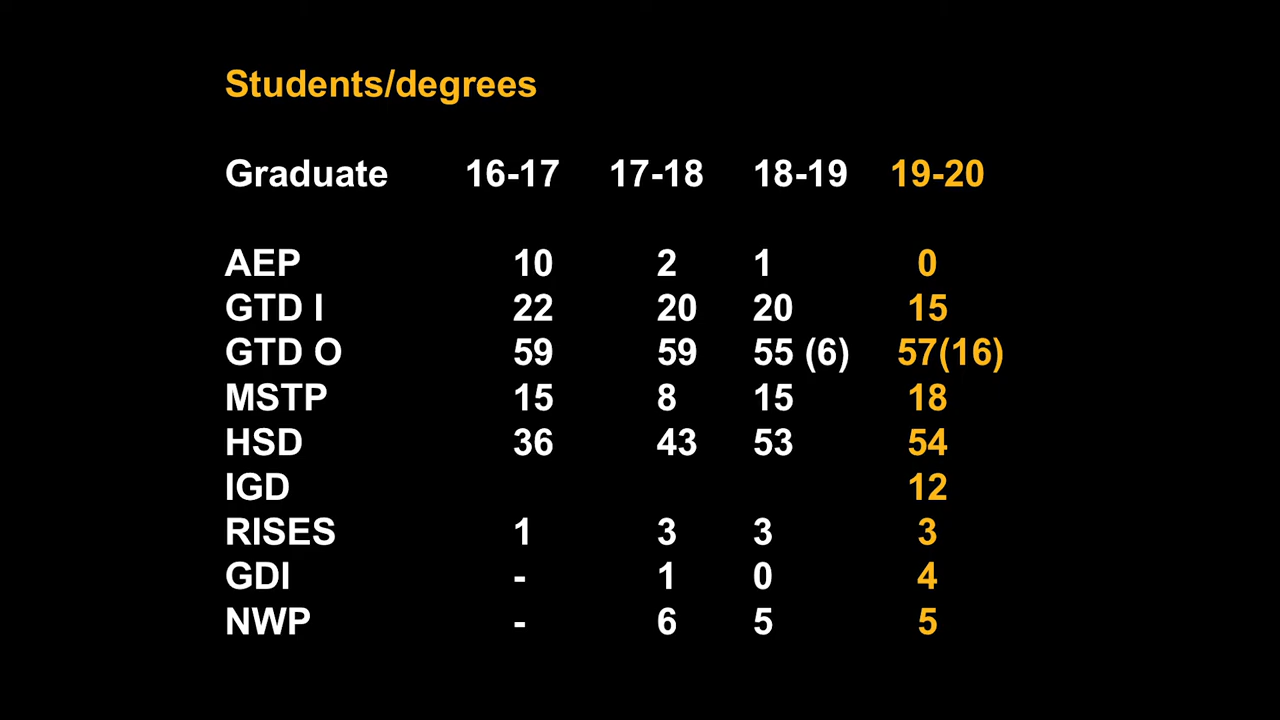 Students/degrees
Graduate 16-17 17-18 18-19 19-20
AEP 10 2 1 0
GTD I 22 20 20 15
GTD O 59 59 55 (6) 57(16)
MSTP 15 8 15 18
HSD 36 43 53 54
IGD 12
RISES 1 3 3 3
GDI - 1 0 4
NWP - 6 5 5